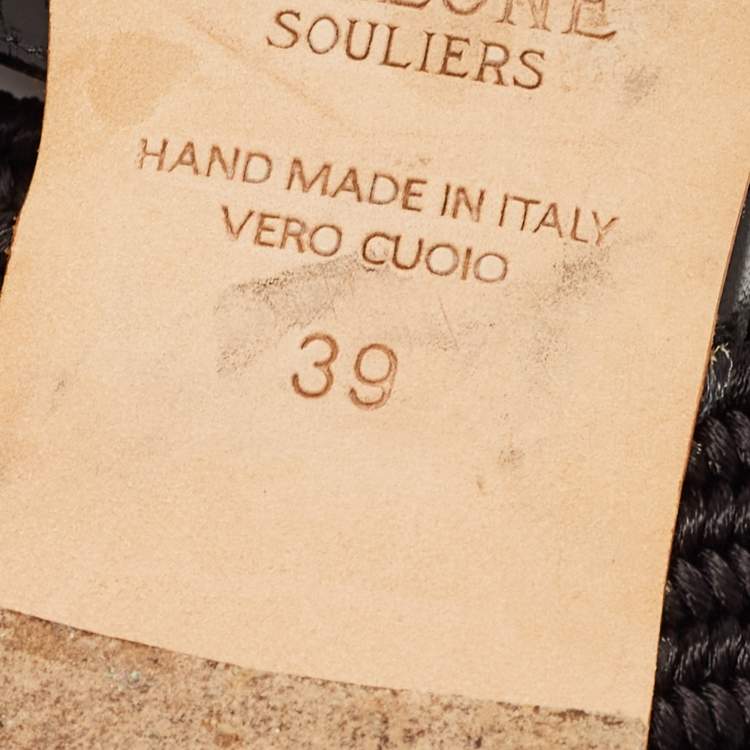 SOULIERS
HAND MADE IN ITALY
VERO CUOIO
39